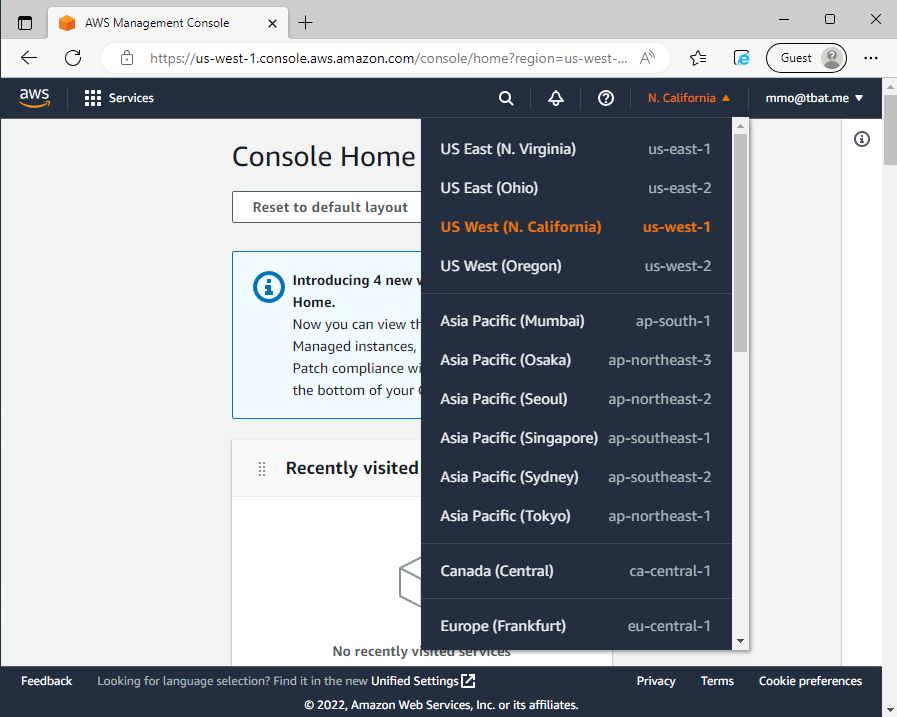 AWS Management Console
https://us-west-1.console.aws.amazon.com/console/home?region=us-west-...
Guest
aws
Services
N. California
mmo@tbat.me
Console Home
Reset to default layout
Introducing 4 new
Home.
Now you can view th
Managed instances,
Patch compliance wi
the bottom of your
Recently visited
No recently visited services
US East (N. Virginia) us-east-1
US East (Ohio) us-east-2
US West (N. California) us-west-1
US West (Oregon) us-west-2
Asia Pacific (Mumbai) ap-south-1
Asia Pacific (Osaka) ap-northeast-3
Asia Pacific (Seoul) ap-northeast-2
Asia Pacific (Singapore) ap-southeast-1
Asia Pacific (Sydney) ap-southeast-2
Asia Pacific (Tokyo) ap-northeast-1
Canada (Central) ca-central-1
Europe (Frankfurt) eu-central-1
Feedback Looking for language selection? Find it in the new Unified Settings Privacy Terms Cookie preferences
© 2022, Amazon Web Services, Inc. or its affiliates.